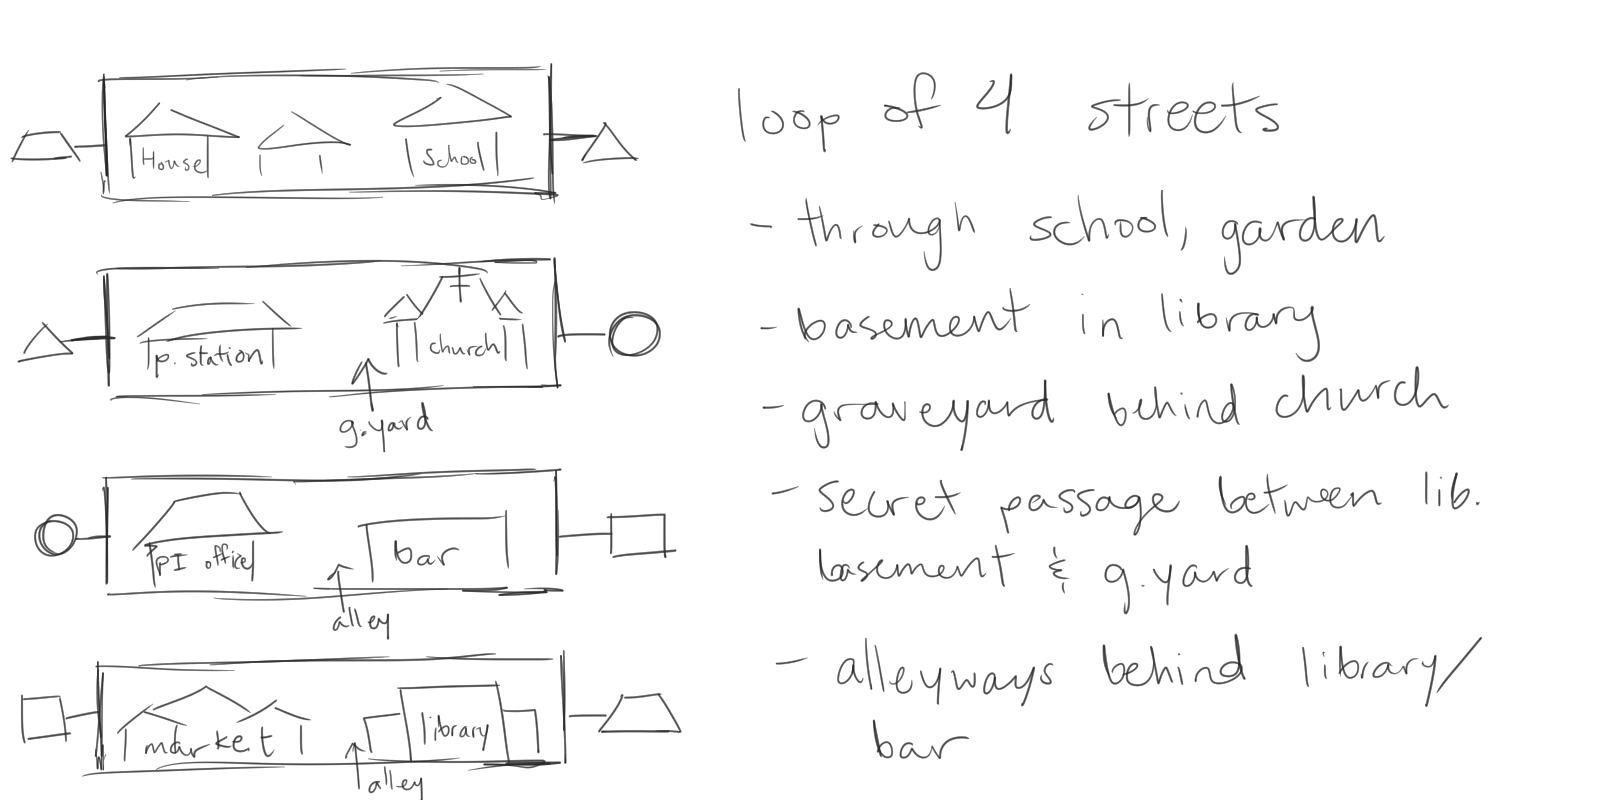 House
school
p. station
church
g.yard
PI office
bar
alley
market
library
alley
loop of 4 streets
- through school, garden
- basement in library
- graveyard behind church
- secret passage between lib.
basement & g.yard
- alleyways behind library/
bar